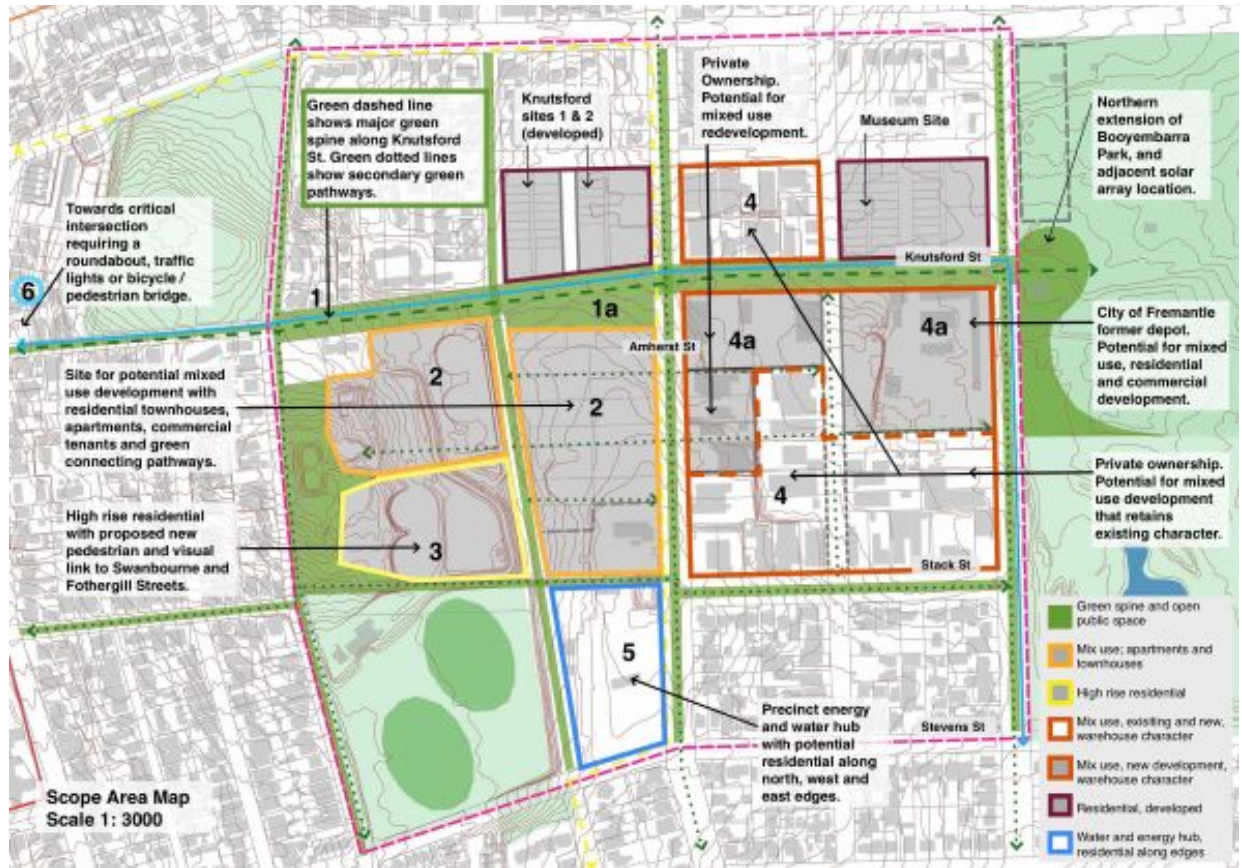 Green dashed line
shows major green
spine along Knutsford
St. Green dotted lines
show secondary green
pathways.
Knutsford
sites 1 & 2
(developed)
Private
Ownership.
Potential for
mixed use
redevelopment.
Museum Site
Northern
extension of
Booyembarra
Park, and
adjacent solar
array location.
Towards critical
intersection
requiring a
roundabout, traffic
lights or bicycle /
pedestrian bridge.
6
1
4
Knutsford St
1a
Amherst St
4a
4a
City of Fremantle
former depot.
Potential for mixed
use, residential
and commercial
development.
Site for potential mixed
use development with
residential townhouses,
apartments, commercial
tenants and green
connecting pathways.
2
2
4
Private ownership.
Potential for mixed
use development
that retains
existing character.
High rise residential
with proposed new
pedestrian and visual
link to Swanbourne and
Fothergill Streets.
3
Stack St
5
Precinct energy
and water hub
with potential
residential along
north, west and
east edges.
Stevens St
Green spine and open
public space
Mix use; apartments and
townhouses
High rise residential
Mix use, exisiting and new,
warehouse character
Mix use, new development,
warehouse character
Residential, developed
Water and energy hub,
residential along edges
Scope Area Map
Scale 1: 3000